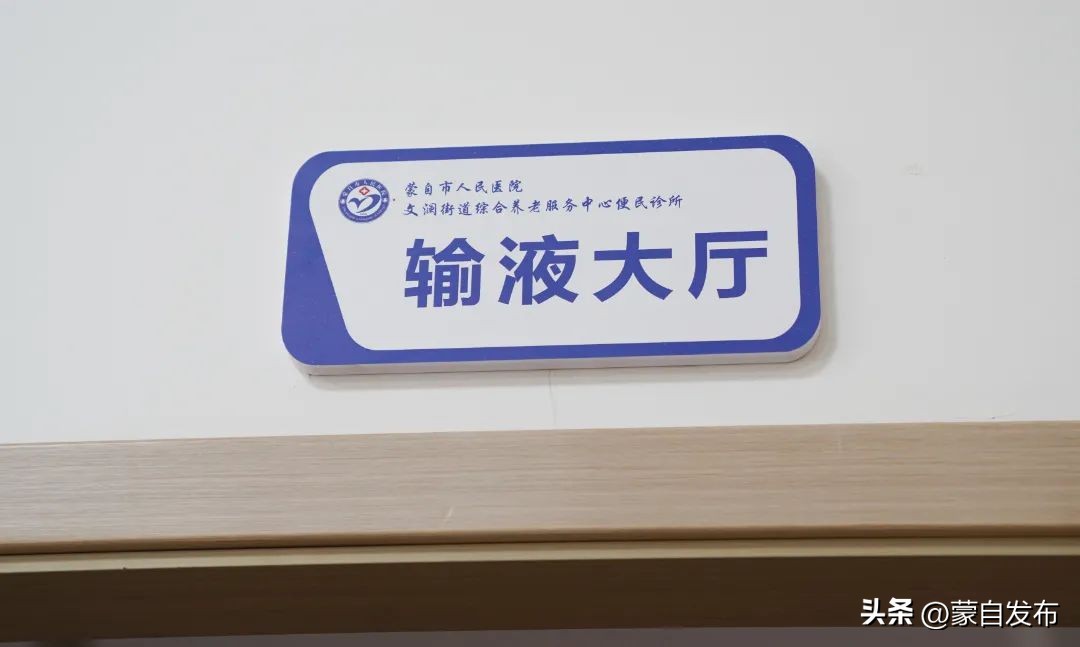 蒙自市人民医院
文澜街道综合养老服务中心便民诊所
输液大厅
头条 @蒙自发布